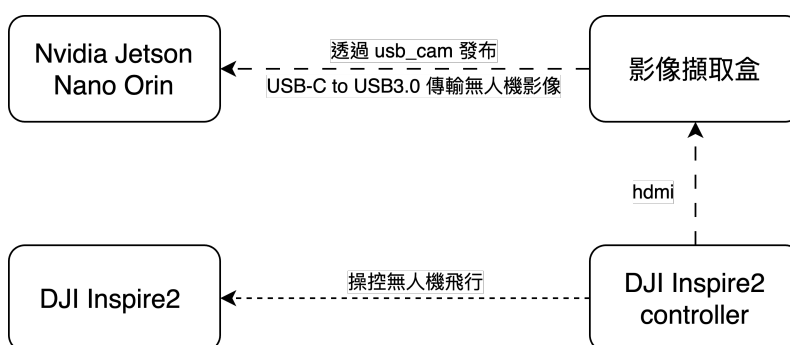 Nvidia Jetson
Nano Orin
透過 usb_cam 發布
USB-C to USB3.0 傳輸無人機影像
影像擷取盒
hdmi
DJI Inspire2
操控無人機飛行
DJI Inspire2
controller